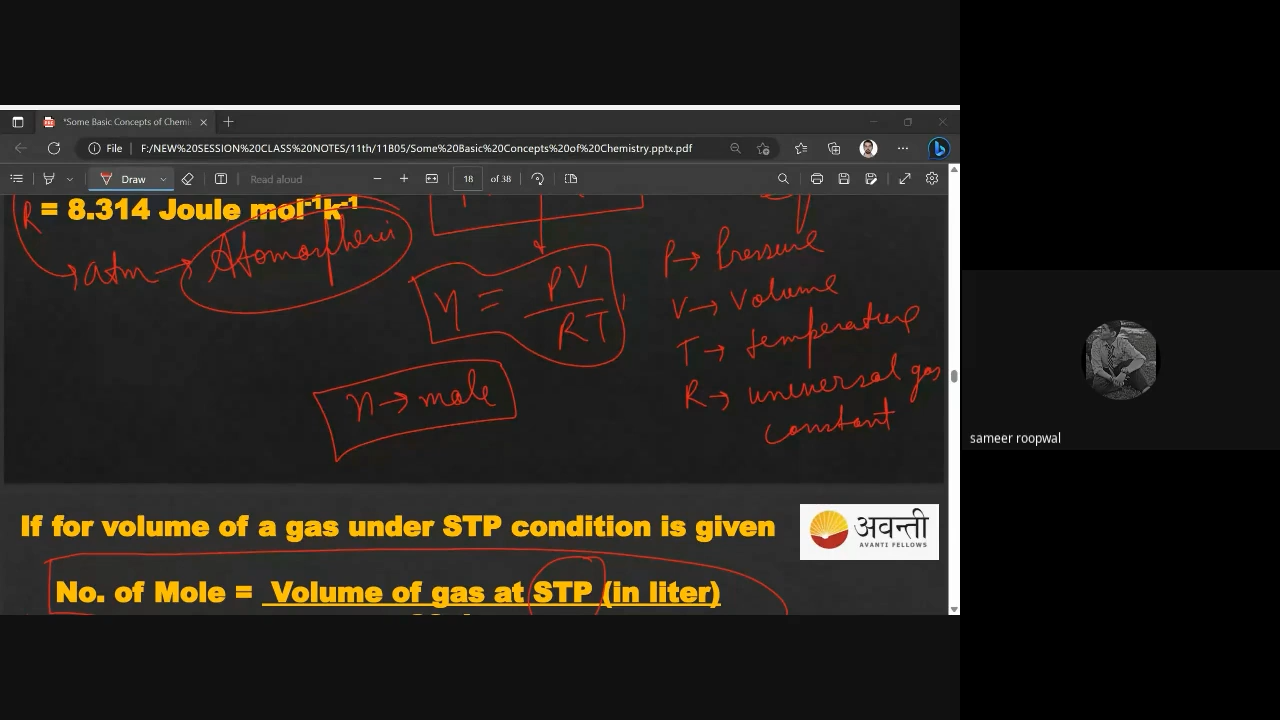 *Some Basic Concepts of Chemi
File F:/NEW%20SESSION%20CLASS%20NOTES/11th/11B05/Some%20Basic%20Concepts%20of%20Chemistry.pptx.pdf
Draw Read aloud 18 of 38
R = 8.314 Joule mol-1k-1
→ atm →
η = PV
RT
P → Pressure
V → Volume
T → temperature
R → universal gas
constant
n → mole
If for volume of a gas under STP condition is given
अवन्ती
AVANTI FELLOWS
No. of Mole = Volume of gas at STP (in liter)
sameer roopwal